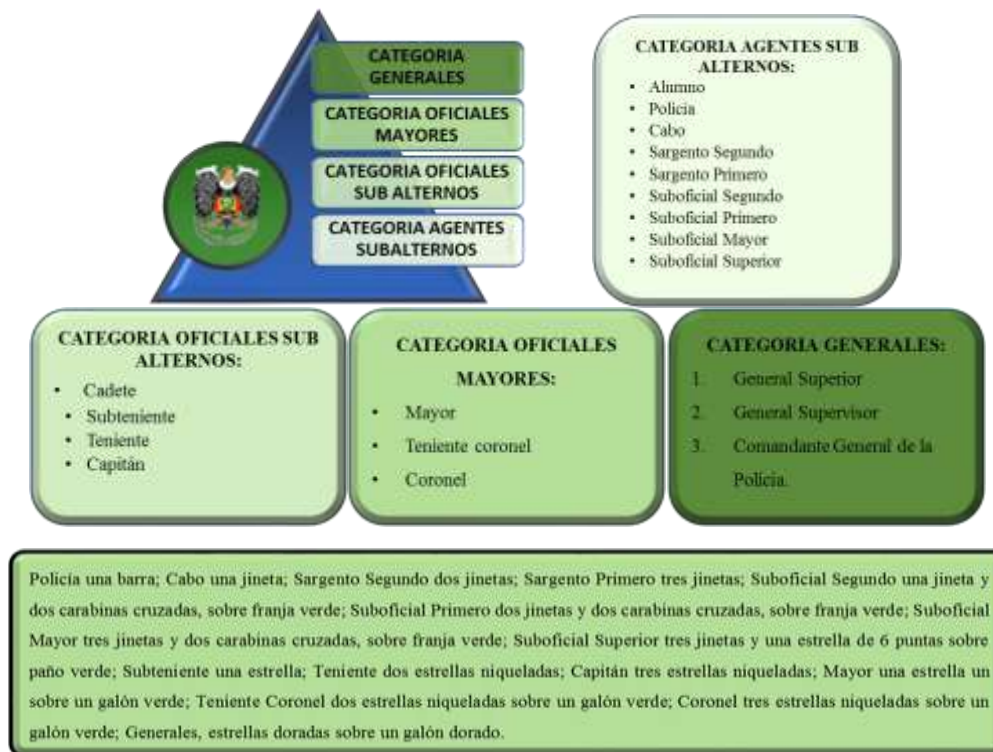 CATEGORIA
GENERALES
CATEGORIA OFICIALES
MAYORES
CATEGORIA OFICIALES
SUB ALTERNOS
CATEGORIA AGENTES
SUBALTERNOS
CATEGORIA AGENTES SUB
ALTERNOS:
• Alumno
• Policia
• Cabo
• Sargento Segundo
• Sargento Primero
• Suboficial Segundo
• Suboficial Primero
• Suboficial Mayor
• Suboficial Superior
CATEGORIA OFICIALES SUB
ALTERNOS:
• Cadete
• Subteniente
• Teniente
• Capitán
CATEGORIA OFICIALES
MAYORES:
• Mayor
• Teniente coronel
• Coronel
CATEGORIA GENERALES:
1. General Superior
2. General Supervisor
3. Comandante General de la
Policía.
Policía una barra; Cabo una jineta; Sargento Segundo dos jinetas; Sargento Primero tres jinetas; Suboficial Segundo una jineta y
dos carabinas cruzadas, sobre franja verde; Suboficial Primero dos jinetas y dos carabinas cruzadas, sobre franja verde; Suboficial
Mayor tres jinetas y dos carabinas cruzadas, sobre franja verde; Suboficial Superior tres jinetas y una estrella de 6 puntas sobre
paño verde; Subteniente una estrella; Teniente dos estrellas niqueladas; Capitán tres estrellas niqueladas; Mayor una estrella un
sobre un galón verde; Teniente Coronel dos estrellas niqueladas sobre un galón verde; Coronel tres estrellas niqueladas sobre un
galón verde; Generales, estrellas doradas sobre un galón dorado.